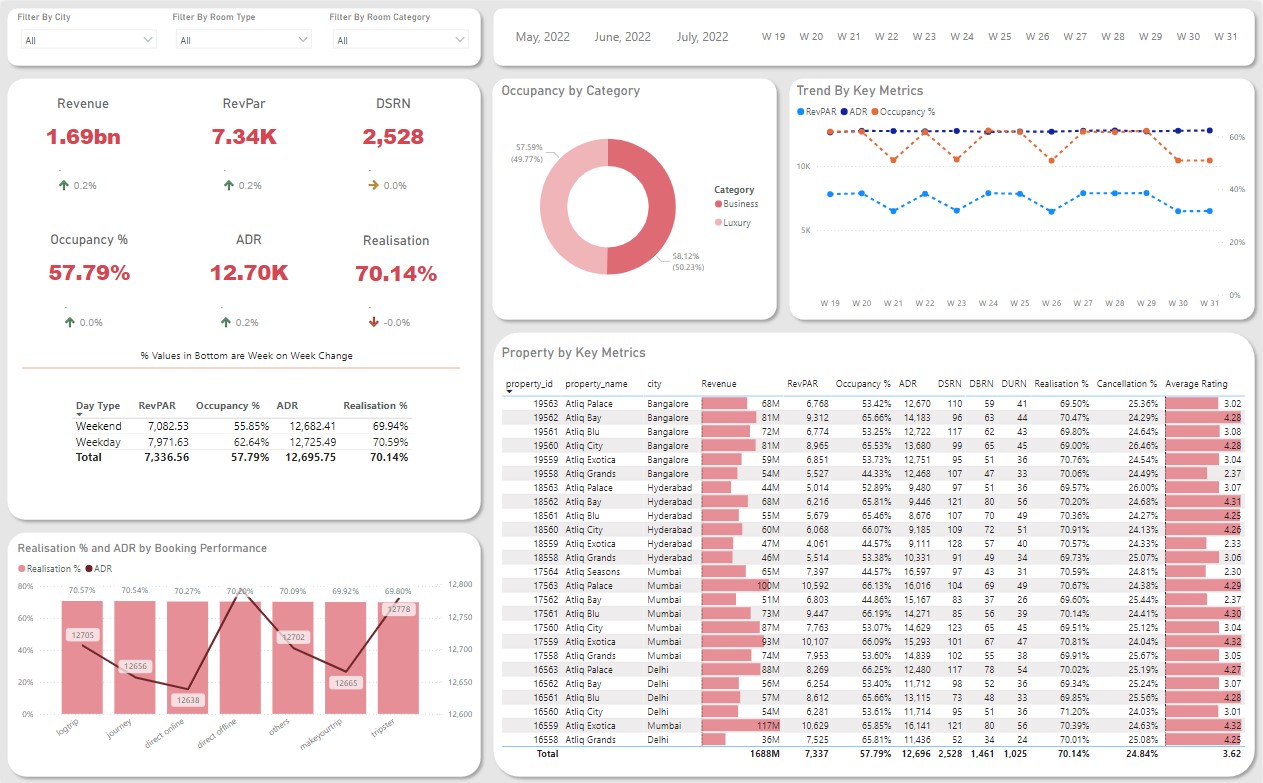 Filter By City
Filter By Room Type
Filter By Room Category
All
All
All
May, 2022 June, 2022 July, 2022 W 19 W 20 W 21 W 22 W 23 W 24 W 25 W 26 W 27 W 28 W 29 W 30 W 31
Revenue RevPar DSRN
1.69bn 7.34K 2,528
0.2% 0.2% 0.0%
Occupancy % ADR Realisation
57.79% 12.70K 70.14%
0.0% 0.2% -0.0%
% Values in Bottom are Week on Week Change
Day Type RevPAR Occupancy % ADR Realisation %
Weekend 7,082.53 55.85% 12,682.41 69.94%
Weekday 7,971.63 62.64% 12,725.49 70.59%
Total 7,336.56 57.79% 12,695.75 70.14%
Realisation % and ADR by Booking Performance
Realisation % ADR
80% 70.57% 70.54% 70.27% 70.20% 70.09% 69.92% 69.80% 12,800
12778
60% 12,750
12705 12702
40% 12,700
12656
20% 12665 12,650
12638
0% 12,600
logtrip journey direct online direct offline others makeyourtrip tripster
Occupancy by Category
57.59%
(49.77%)
Category
Business
Luxury
58.12%
(50.23%)
Trend By Key Metrics
RevPAR ADR Occupancy %
60%
10K
40%
5K
20%
0%
W 19 W 20 W 21 W 22 W 23 W 24 W 25 W 26 W 27 W 28 W 29 W 30 W 31
Property by Key Metrics
property_id property_name city Revenue RevPAR Occupancy % ADR DSRN DBRN DURN Realisation % Cancellation % Average Rating
19563 Atliq Palace Bangalore 68M 6,768 53.42% 12,670 110 59 41 69.50% 25.36% 3.02
19562 Atliq Bay Bangalore 81M 9,312 65.66% 14,183 96 63 44 70.47% 24.29% 4.28
19561 Atliq Blu Bangalore 72M 6,774 53.25% 12,722 117 62 43 69.80% 24.64% 3.08
19560 Atliq City Bangalore 81M 8,965 65.53% 13,680 99 65 45 69.00% 26.46% 4.28
19559 Atliq Exotica Bangalore 59M 6,851 53.73% 12,751 95 51 36 70.76% 24.54% 3.04
19558 Atliq Grands Bangalore 54M 5,527 44.33% 12,468 107 47 33 70.06% 24.49% 2.37
18563 Atliq Palace Hyderabad 44M 5,014 52.89% 9,480 97 51 36 69.57% 26.00% 3.07
18562 Atliq Bay Hyderabad 68M 6,216 65.81% 9,446 121 80 56 70.20% 24.68% 4.31
18561 Atliq Blu Hyderabad 55M 5,679 65.46% 8,676 107 70 49 70.36% 24.27% 4.25
18560 Atliq City Hyderabad 60M 6,068 66.07% 9,185 109 72 51 70.91% 24.13% 4.26
18559 Atliq Exotica Hyderabad 47M 4,061 44.57% 9,111 128 57 40 70.57% 24.33% 2.33
18558 Atliq Grands Hyderabad 46M 5,514 53.38% 10,331 91 49 34 69.73% 25.07% 3.06
17564 Atliq Seasons Mumbai 65M 7,397 44.57% 16,597 97 43 31 70.59% 24.81% 2.30
17563 Atliq Palace Mumbai 100M 10,592 66.13% 16,016 104 69 49 70.67% 24.38% 4.29
17562 Atliq Bay Mumbai 51M 6,803 44.86% 15,167 83 37 26 69.60% 25.44% 2.37
17561 Atliq Blu Mumbai 73M 9,447 66.19% 14,271 85 56 39 70.14% 24.41% 4.30
17560 Atliq City Mumbai 87M 7,763 53.07% 14,629 123 65 45 69.51% 25.12% 3.04
17559 Atliq Exotica Mumbai 93M 10,107 66.09% 15,293 101 67 47 70.81% 24.04% 4.32
17558 Atliq Grands Mumbai 74M 7,953 53.60% 14,839 102 55 38 69.91% 25.67% 3.05
16563 Atliq Palace Delhi 88M 8,269 66.25% 12,480 117 78 54 70.02% 25.19% 4.27
16562 Atliq Bay Delhi 56M 6,254 53.40% 11,712 98 52 36 69.34% 25.24% 3.07
16561 Atliq Blu Delhi 57M 8,612 65.66% 13,115 73 48 33 69.85% 25.56% 4.28
16560 Atliq City Delhi 54M 6,281 53.61% 11,714 95 51 36 71.20% 24.03% 3.01
16559 Atliq Exotica Mumbai 117M 10,629 65.85% 16,141 121 80 56 70.39% 24.63% 4.32
16558 Atliq Grands Delhi 36M 7,525 65.81% 11,436 52 34 24 70.01% 25.08% 4.25
Total 1688M 7,337 57.79% 12,696 2,528 1,461 1,025 70.14% 24.84% 3.62